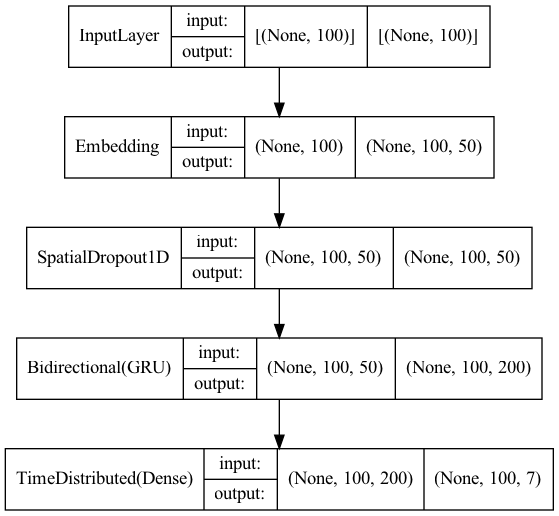 InputLayer
input:
output:
[(None, 100)]
[(None, 100)]
Embedding
input:
output:
(None, 100)
(None, 100, 50)
SpatialDropout1D
input:
output:
(None, 100, 50)
(None, 100, 50)
Bidirectional(GRU)
input:
output:
(None, 100, 50)
(None, 100, 200)
TimeDistributed(Dense)
input:
output:
(None, 100, 200)
(None, 100, 7)